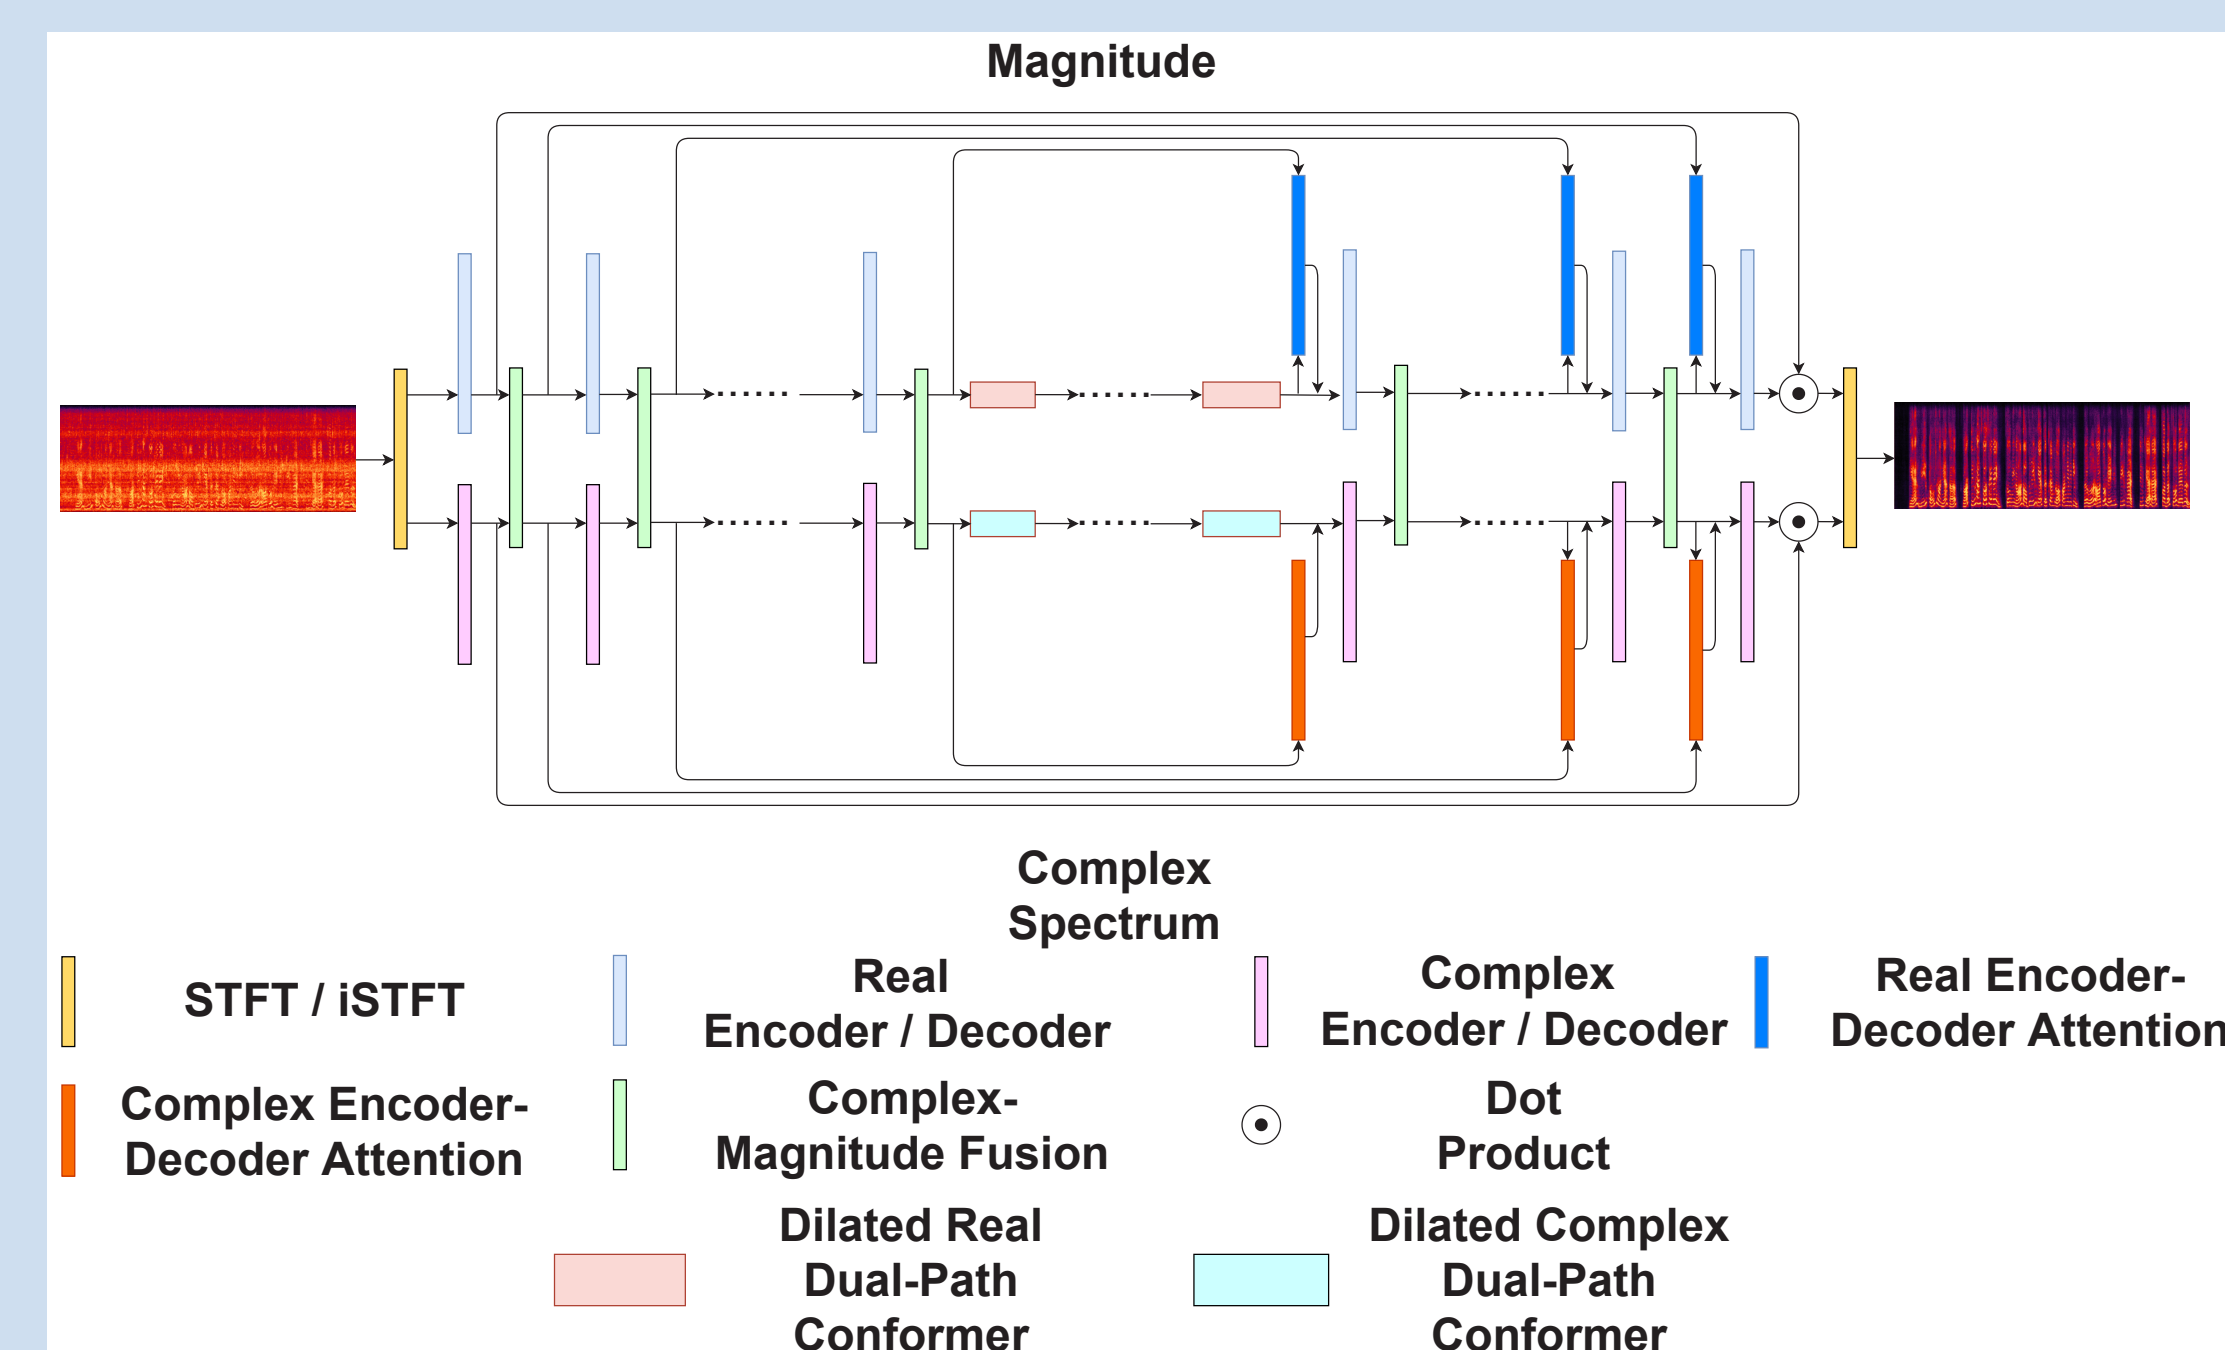 Magnitude
Complex
Spectrum
STFT / iSTFT
Real
Encoder / Decoder
Complex
Encoder / Decoder
Real Encoder-
Decoder Attention
Complex Encoder-
Decoder Attention
Complex-
Magnitude Fusion
Dot
Product
Dilated Real
Dual-Path
Conformer
Dilated Complex
Dual-Path
Conformer